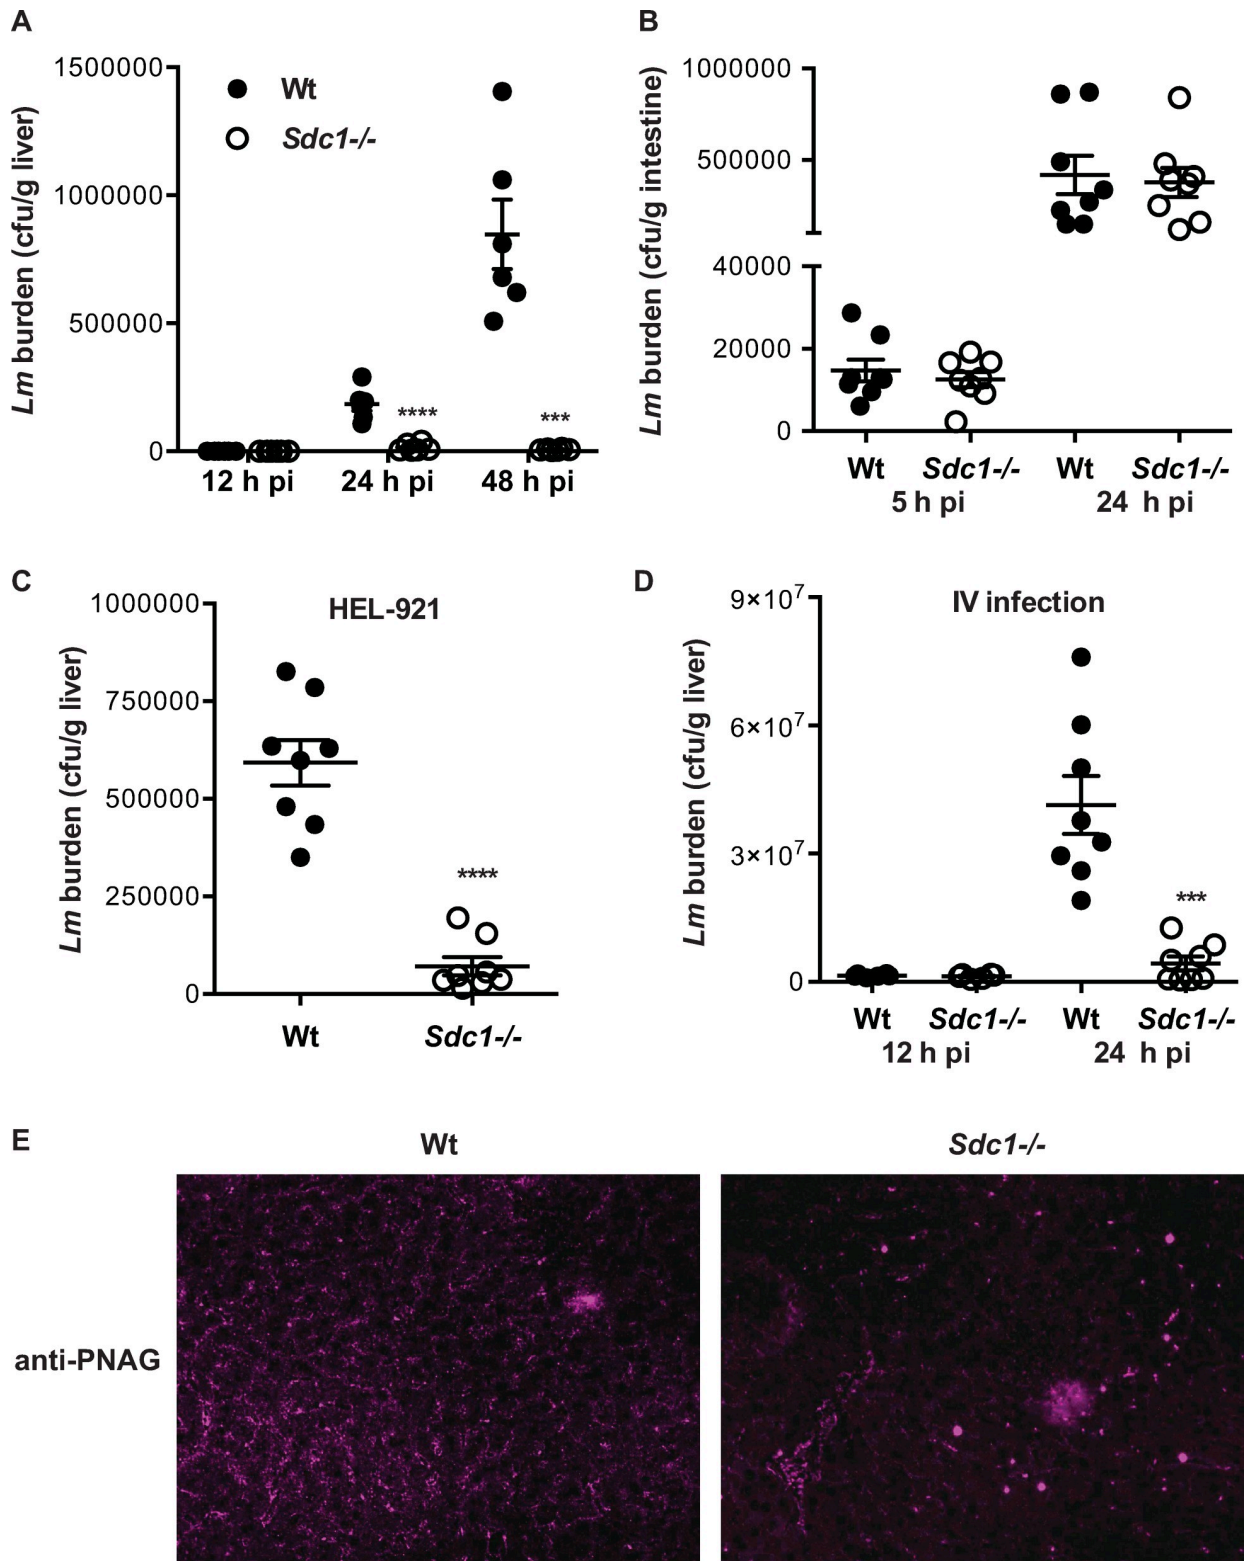 A
Lm burden (cfu/g liver)
1500000
1000000
500000
0
Wt
Sdc1-/-
****
***
12 h pi 24 h pi 48 h pi
B
Lm burden (cfu/g intestine)
1000000
500000
40000
20000
0
Wt Sdc1-/- Wt Sdc1-/-
5 h pi 24 h pi
C
HEL-921
Lm burden (cfu/g liver)
1000000
750000
500000
250000
0
****
Wt Sdc1-/-
D
IV infection
Lm burden (cfu/g liver)
9×10⁷
6×10⁷
3×10⁷
0
***
Wt Sdc1-/- Wt Sdc1-/-
12 h pi 24 h pi
E
Wt Sdc1-/-
anti-PNAG